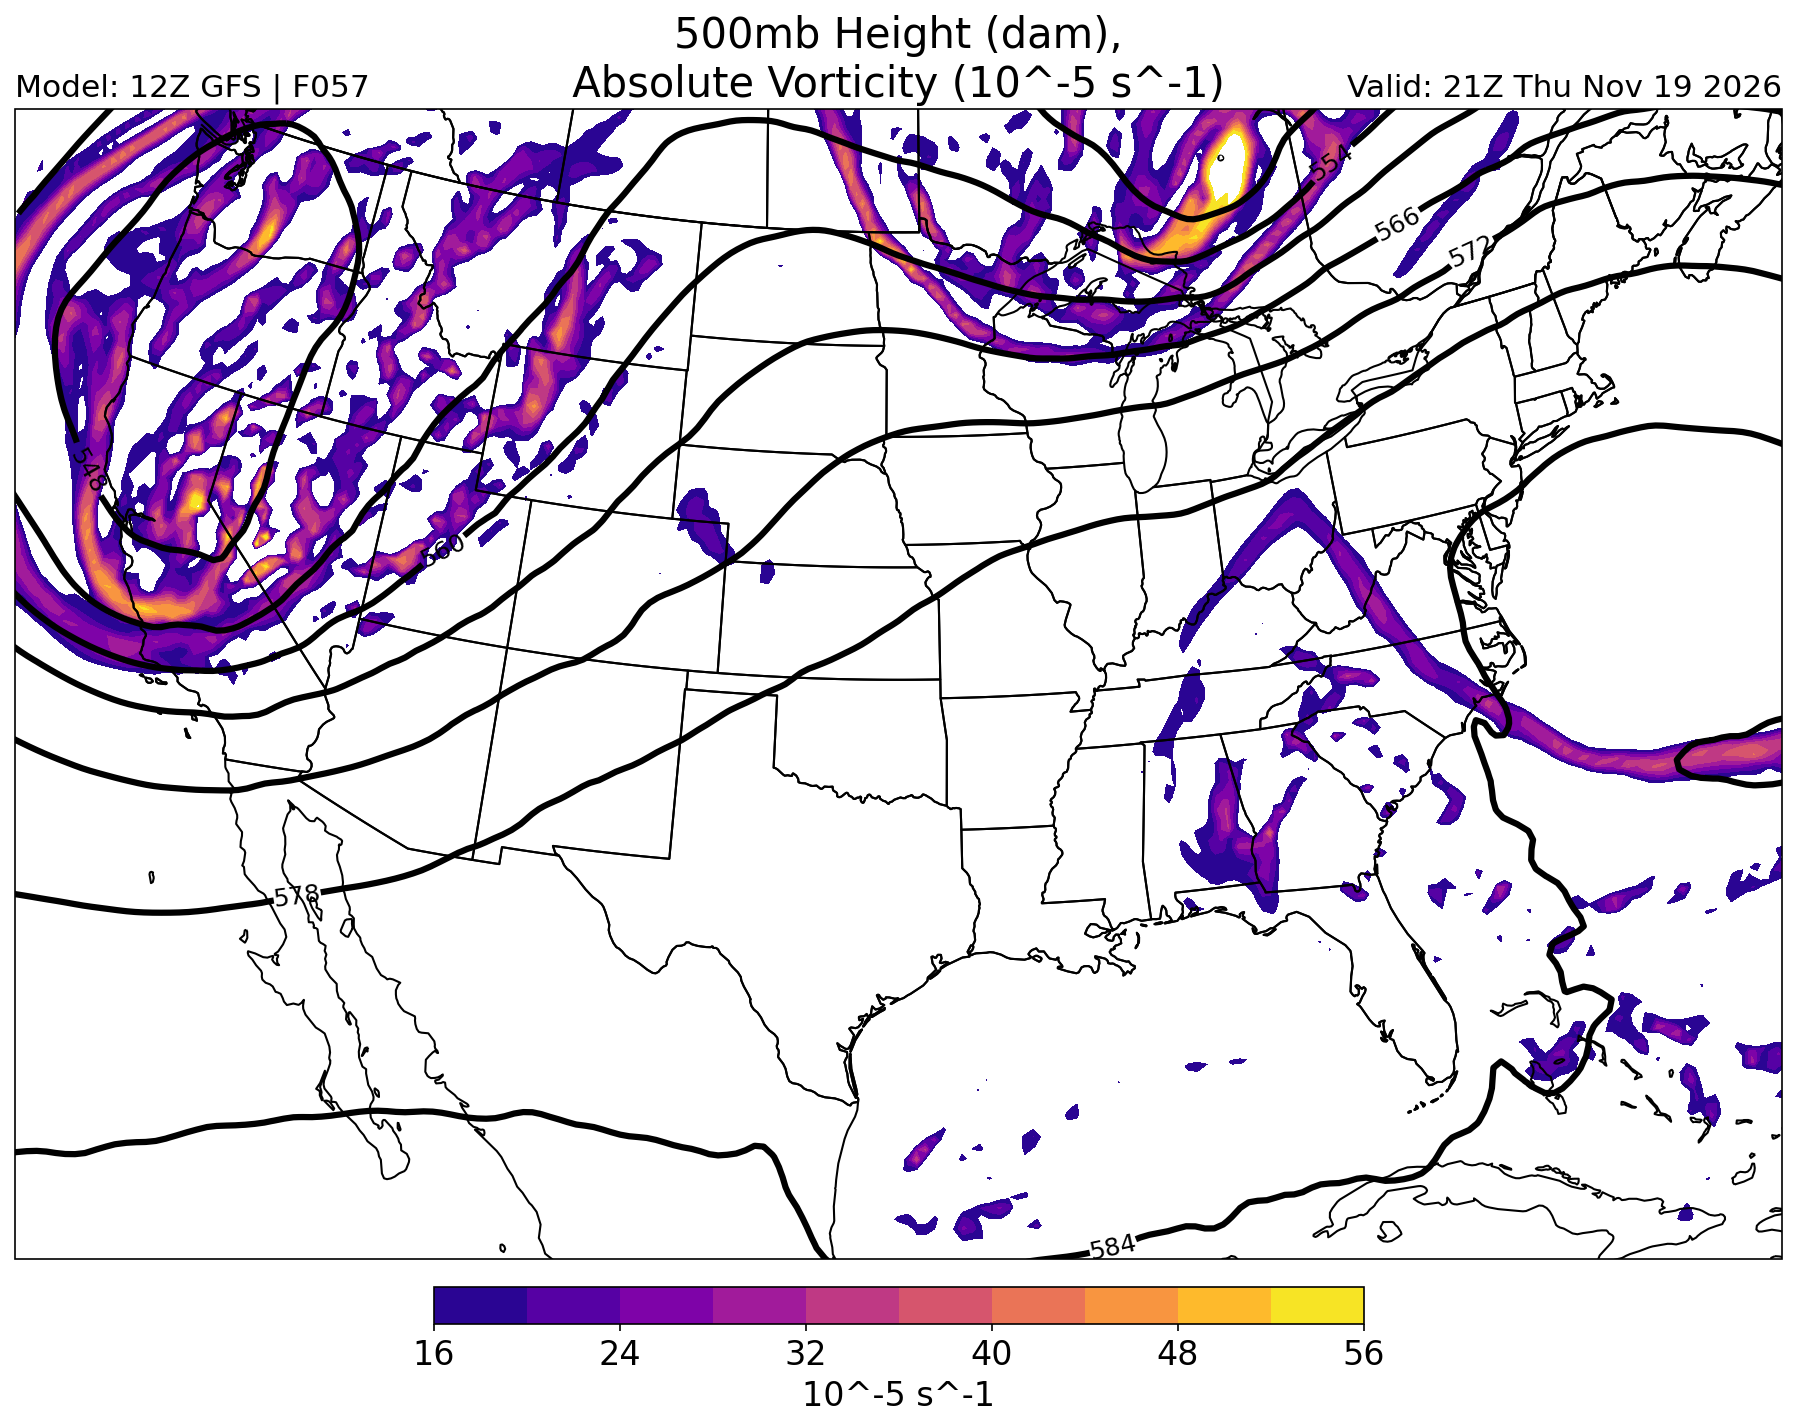 500mb Height (dam),
Absolute Vorticity (10^-5 s^-1)
Model: 12Z GFS | F057
Valid: 21Z Thu Nov 19 2026
554
566
572
548
560
578
584
16 24 32 40 48 56
10^-5 s^-1